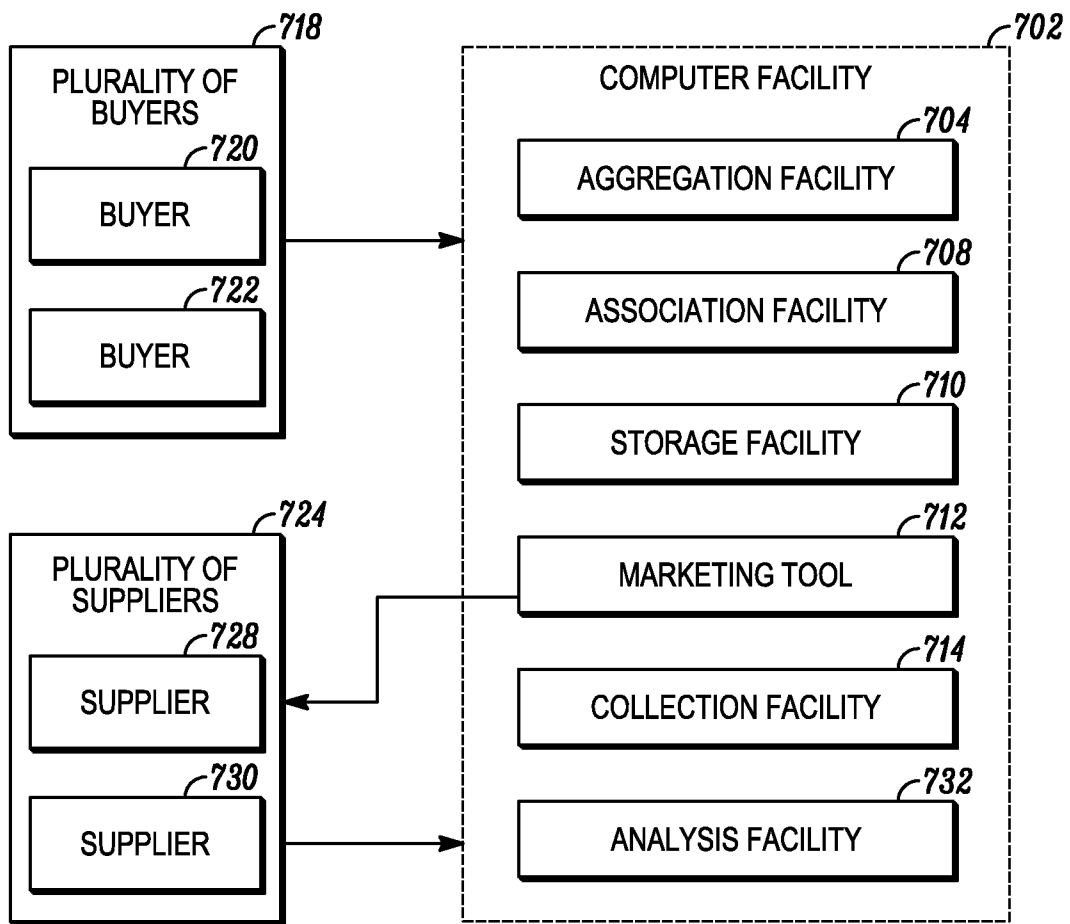 718
PLURALITY OF
BUYERS
720
BUYER
722
BUYER
724
PLURALITY OF
SUPPLIERS
728
SUPPLIER
730
SUPPLIER
702
COMPUTER FACILITY
704
AGGREGATION FACILITY
708
ASSOCIATION FACILITY
710
STORAGE FACILITY
712
MARKETING TOOL
714
COLLECTION FACILITY
732
ANALYSIS FACILITY